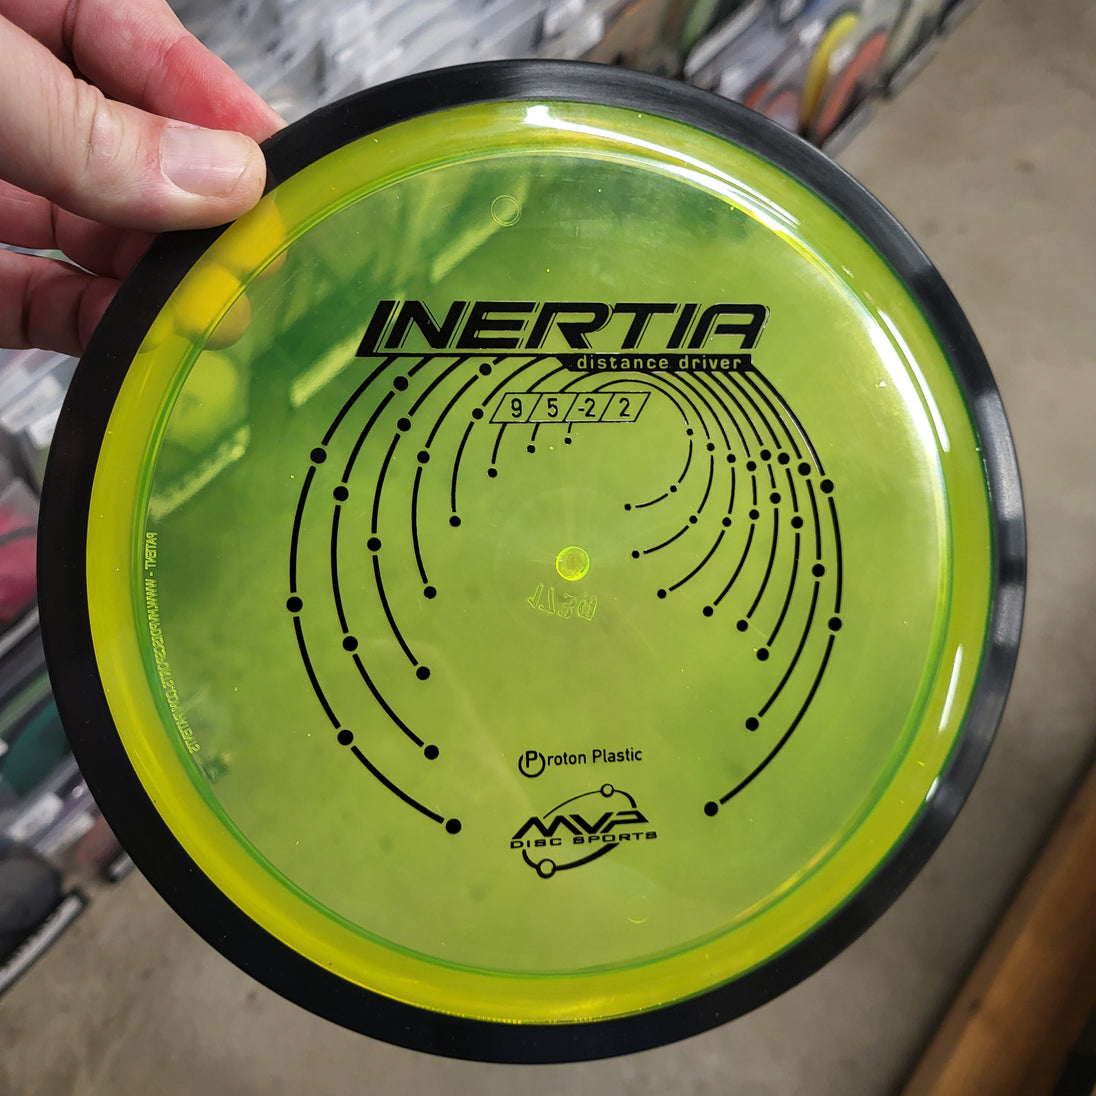 INERTIA
distance driver
9 5 -2 2
Proton Plastic
MVP
DISC SPORTS